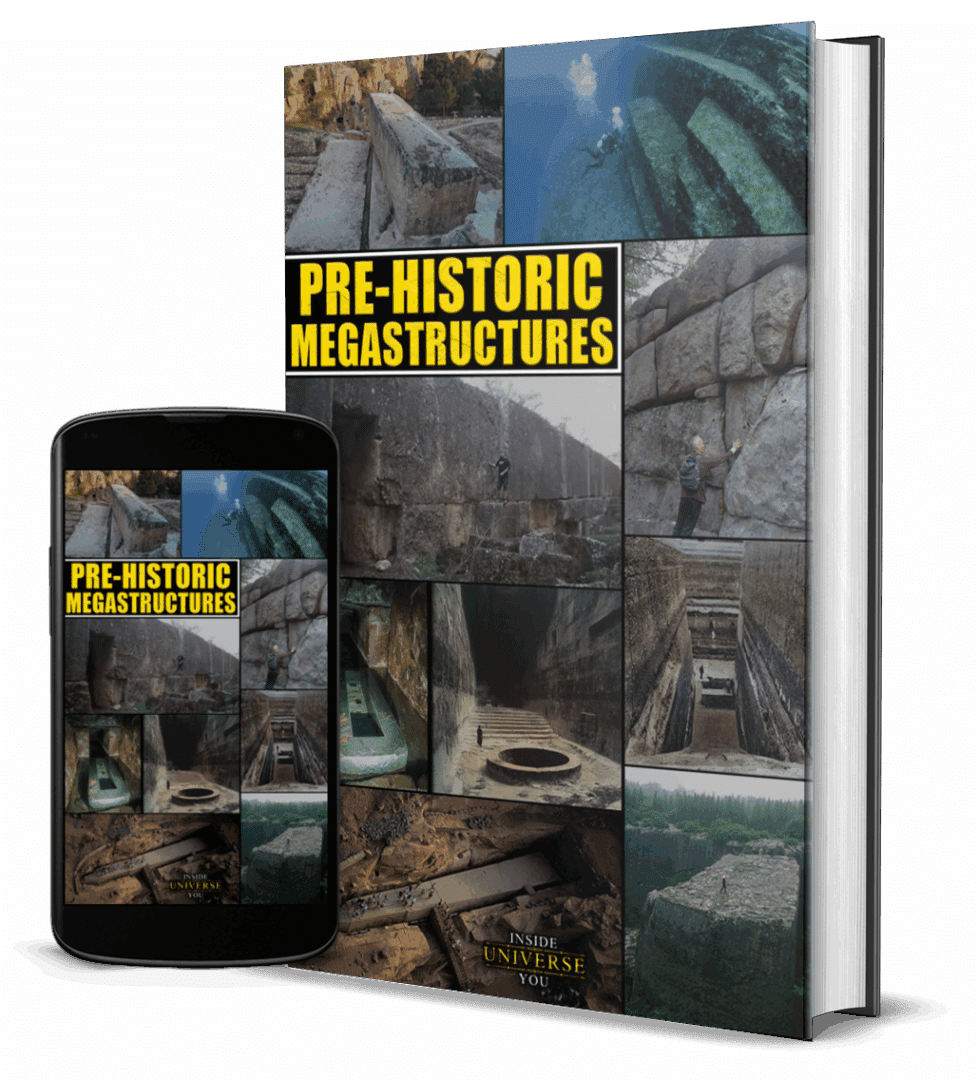 PRE-HISTORIC
MEGASTRUCTURES
INSIDE
UNIVERSE
YOU
PRE-HISTORIC
MEGASTRUCTURES
INSIDE
UNIVERSE
YOU